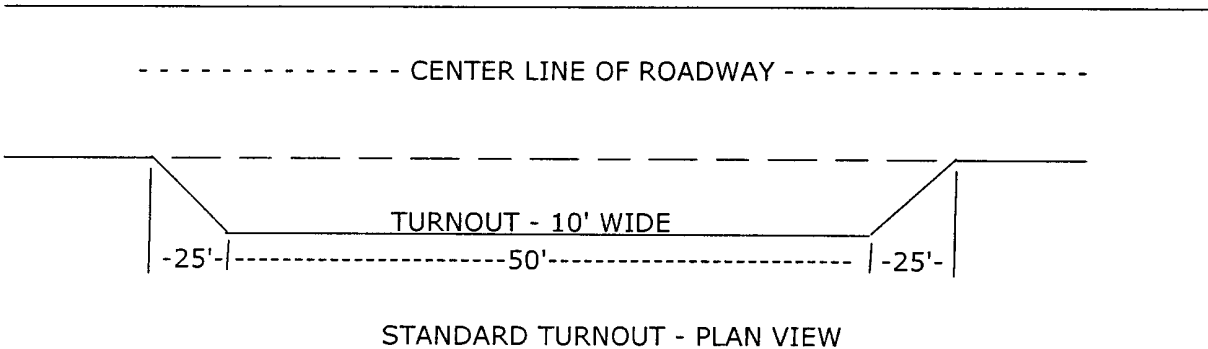 - - - - - - - - - - - - - CENTER LINE OF ROADWAY - - - - - - - - - - - - - - -
TURNOUT - 10' WIDE
-25'-|-----------------------50'---------------------------- | -25'-
STANDARD TURNOUT - PLAN VIEW